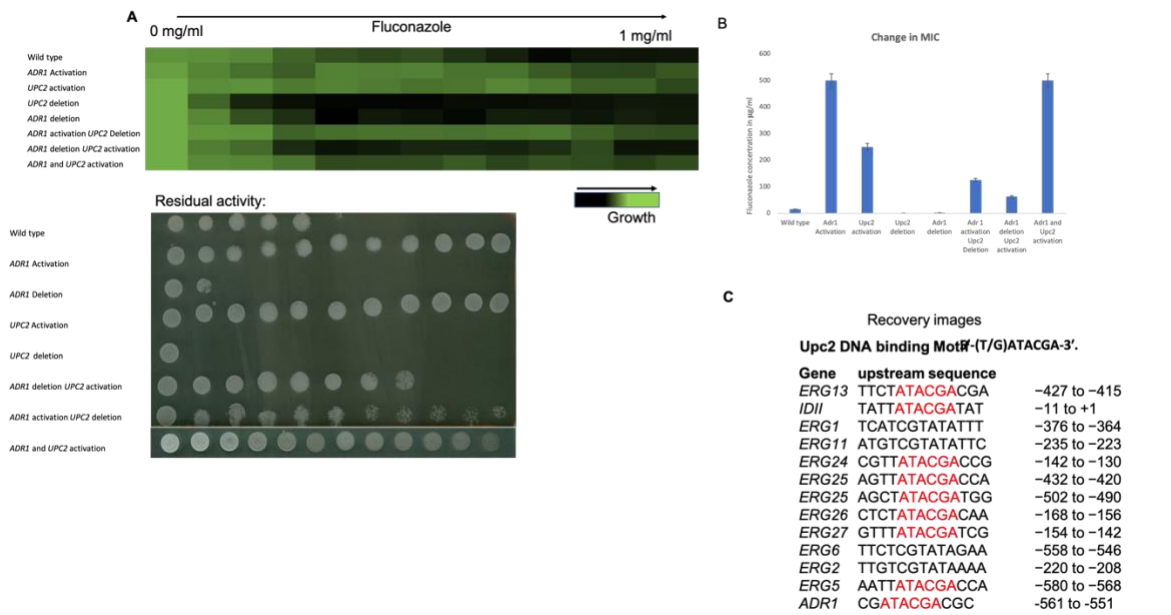 A
Fluconazole
0 mg/ml
1 mg/ml
Wild type
ADR1 Activation
UPC2 activation
UPC2 deletion
ADR1 deletion
ADR1 activation UPC2 Deletion
ADR1 deletion UPC2 activation
ADR1 and UPC2 activation
Growth
Residual activity:
Wild type
ADR1 Activation
ADR1 Deletion
UPC2 Activation
UPC2 deletion
ADR1 deletion UPC2 activation
ADR1 activation UPC2 deletion
ADR1 and UPC2 activation
B
Change in MIC
Fluconazole concertration in µg/ml
600
500
400
300
200
100
0
Wild type
Adr1 Activation
Upc2 activation
Upc2 deletion
Adr1 deletion
Adr 1 activation Upc2 Deletion
Adr1 deletion Upc2 activation
Adr1 and Upc2 activation
C
Recovery images
Upc2 DNA binding Motif -(T/G)ATACGA-3’.
Gene upstream sequence
ERG13 TTCTATACGACGA −427 to −415
IDII TATTATACGATAT −11 to +1
ERG1 TCATCGTATATTT −376 to −364
ERG11 ATGTCGTATATTC −235 to −223
ERG24 CGTTATACGACCG −142 to −130
ERG25 AGTTATACGACCA −432 to −420
ERG25 AGCTATACGATGG −502 to −490
ERG26 CTCTATACGACAA −168 to −156
ERG27 GTTTATACGATCG −154 to −142
ERG6 TTCTCGTATAGAA −558 to −546
ERG2 TTGTCGTATAAAA −220 to −208
ERG5 AATTATACGACCA −580 to −568
ADR1 CGATACGACGC -561 to -551